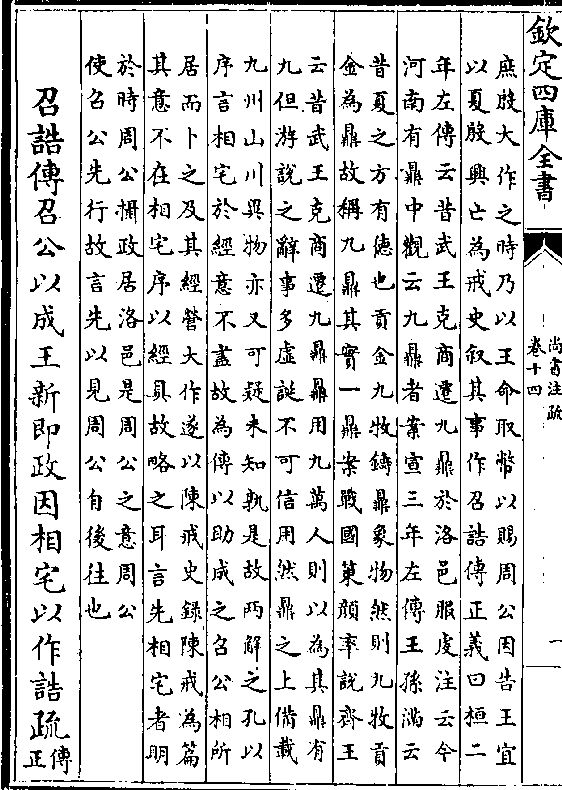 欽定四庫全書
尚書注疏
卷十四
一
庶殷大作之時乃以王命取幣以賜周公因告王宜
以夏殷興亡為戒史叙其事作召誥傳正義曰桓二
年左傳云昔武王克商遷九鼎於洛邑服虔注云今
河南有鼎中觀云九鼎者案宣三年左傳王孫滿云
昔夏之方有德也貢金九牧鑄鼎象物然則九牧貢
金為鼎故稱九鼎其實一鼎案戰國策顔率說齊王
云昔武王克商遷九鼎鼎用九萬人則以為其鼎有
九但游說之辭事多虛誕不可信用然鼎之上備載
九州山川異物亦又可疑未知孰是故兩解之孔以
序言相宅於經意不盡故為傳以助成之召公相所
居而卜之及其經營大作遂以陳戒史錄陳戒為篇
其意不在相宅序以經具故略之耳言先相宅者明
於時周公攝政居洛邑是周公之意周公
使召公先行故言先以見周公自後往也
召誥傳召公以成王新即政因相宅以作誥疏傳正